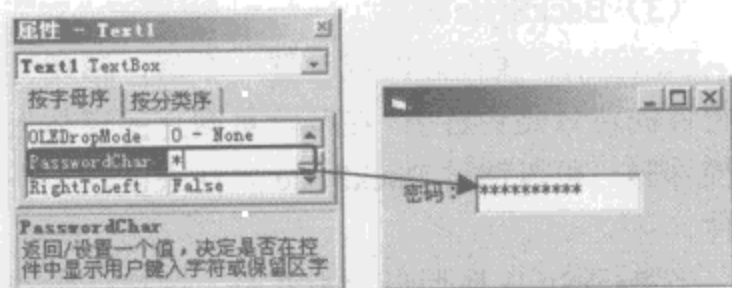 属性 - Text1
Text1 TextBox
按字母序 按分类序
OLEDropMode 0 - None
PasswordChar *
RightToLeft False
PasswordChar
返回/设置一个值，决定是否在控
件中显示用户键入字符或保留区字
密码： **********